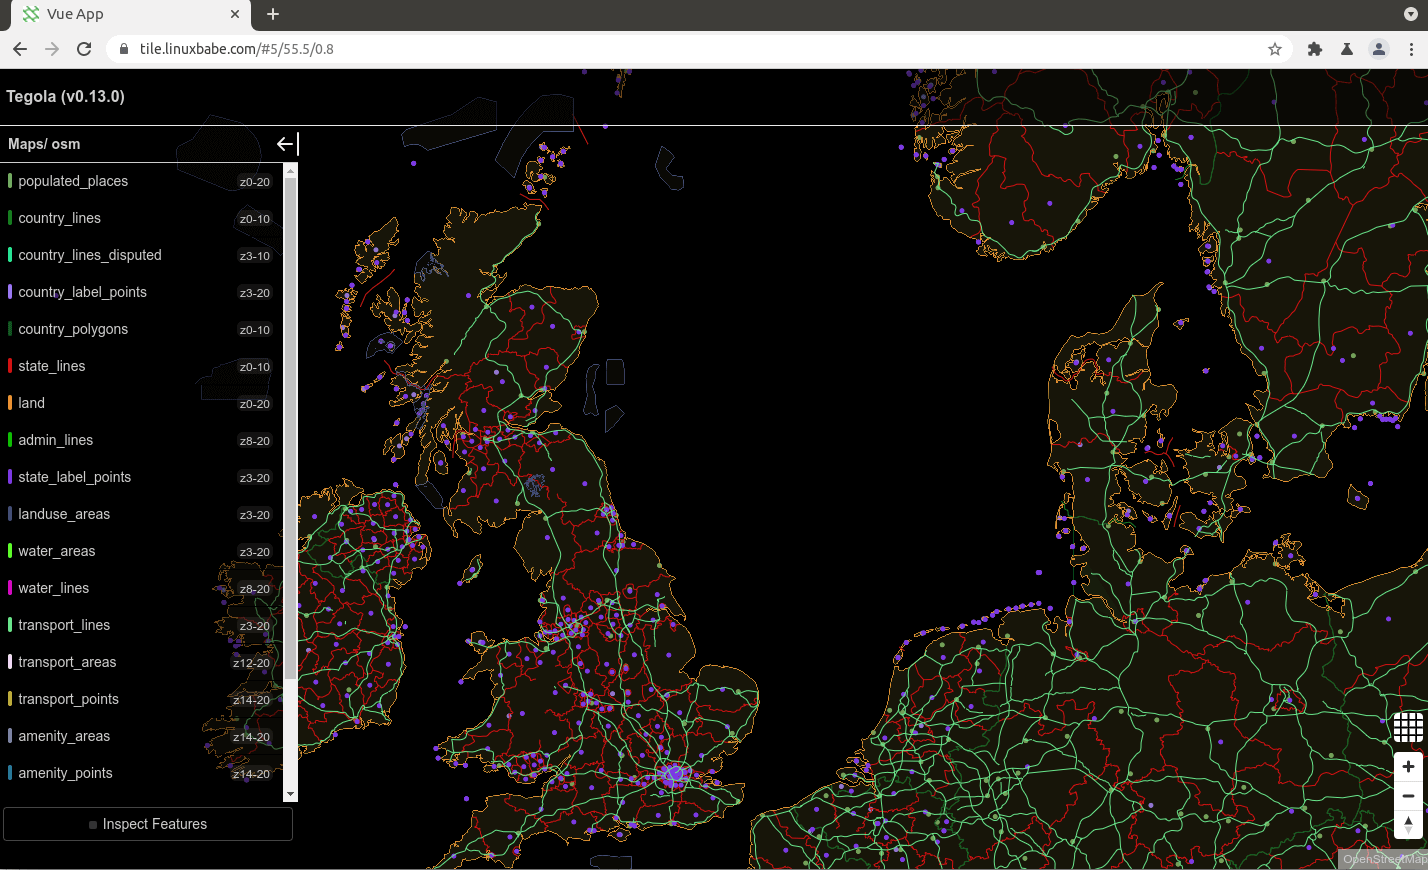 Vue App
tile.linuxbabe.com/#5/55.5/0.8
Tegola (v0.13.0)
Maps/ osm
populated_places z0-20
country_lines z0-10
country_lines_disputed z3-10
country_label_points z3-20
country_polygons z0-10
state_lines z0-10
land z0-20
admin_lines z8-20
state_label_points z3-20
landuse_areas z3-20
water_areas z3-20
water_lines z8-20
transport_lines z3-20
transport_areas z12-20
transport_points z14-20
amenity_areas z14-20
amenity_points z14-20
Inspect Features
OpenStreetMap